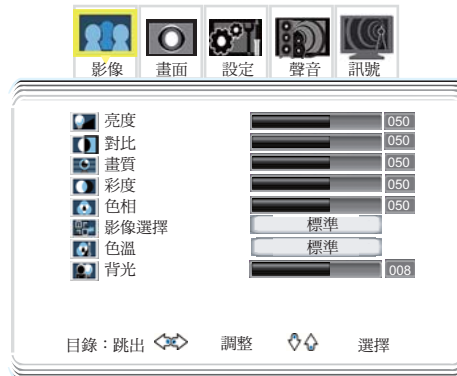 影像 畫面 設定 聲音 訊號
亮度 050
對比 050
畫質 050
彩度 050
色相 050
影像選擇 標準
色溫 標準
背光 008
目錄：跳出 調整 選擇